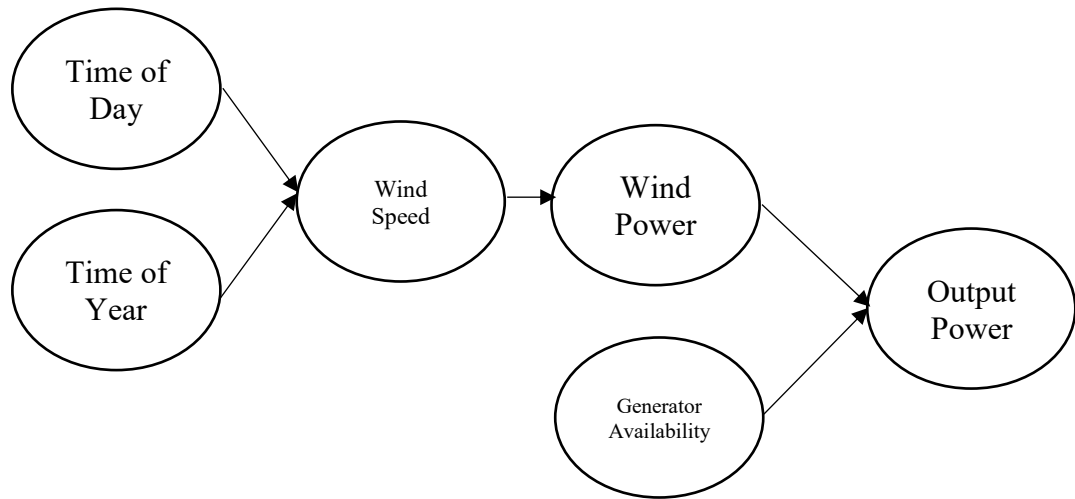 Time of
Day
Time of
Year
Wind
Speed
Wind
Power
Generator
Availability
Output
Power